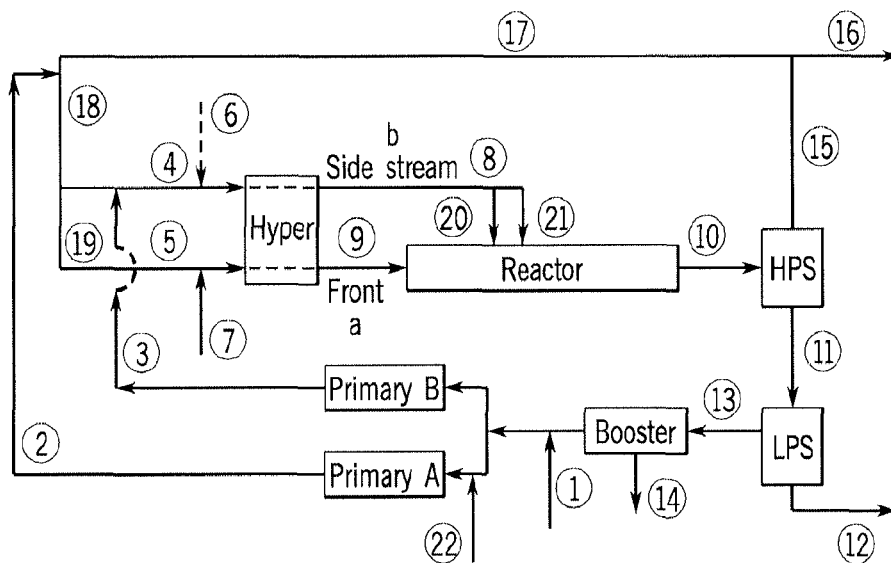 17
16
18
6
b
4
Side stream
8
15
19
5
Hyper
9
20
21
10
Reactor
HPS
Front
a
3
7
11
Primary B
13
2
Booster
LPS
Primary A
1
14
22
12